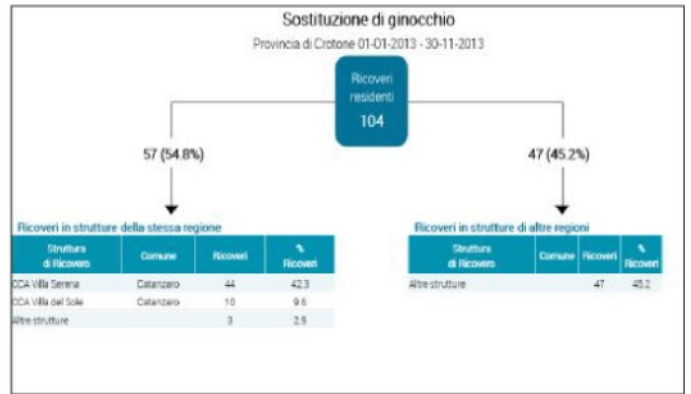 Sostituzione di ginocchio
Provincia di Crotone 01-01-2013 - 30-11-2013
Ricoveri
residenti
104
57 (54.8%)
47 (45.2%)
Ricoveri in strutture della stessa regione
Struttura di Ricovero Comune Ricoveri % Ricoveri
CCA Villa Serena Catanzaro 44 42.3
CCA Villa del Sole Catanzaro 10 9.6
Altre strutture 3 2.9
Ricoveri in strutture di altre regioni
Struttura di Ricovero Comune Ricoveri % Ricoveri
Altre strutture 47 45.2